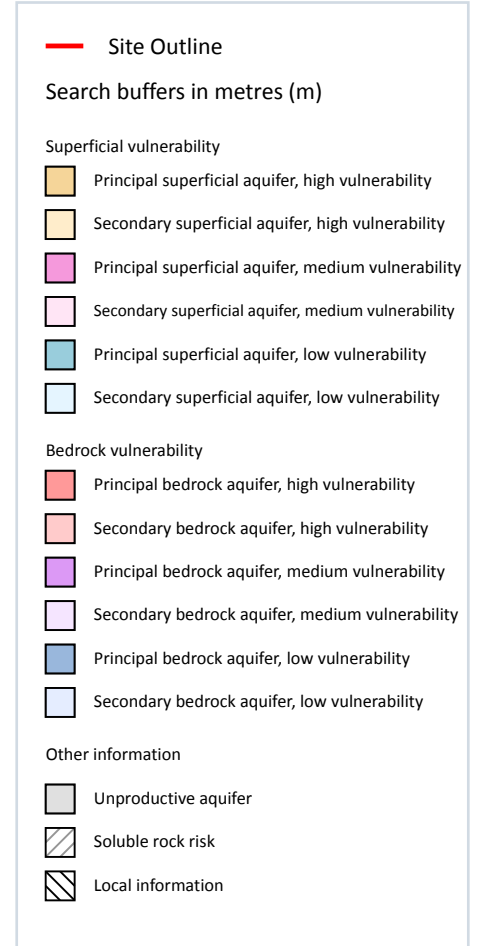 Site Outline
Search buffers in metres (m)
Superficial vulnerability
Principal superficial aquifer, high vulnerability
Secondary superficial aquifer, high vulnerability
Principal superficial aquifer, medium vulnerability
Secondary superficial aquifer, medium vulnerability
Principal superficial aquifer, low vulnerability
Secondary superficial aquifer, low vulnerability
Bedrock vulnerability
Principal bedrock aquifer, high vulnerability
Secondary bedrock aquifer, high vulnerability
Principal bedrock aquifer, medium vulnerability
Secondary bedrock aquifer, medium vulnerability
Principal bedrock aquifer, low vulnerability
Secondary bedrock aquifer, low vulnerability
Other information
Unproductive aquifer
Soluble rock risk
Local information